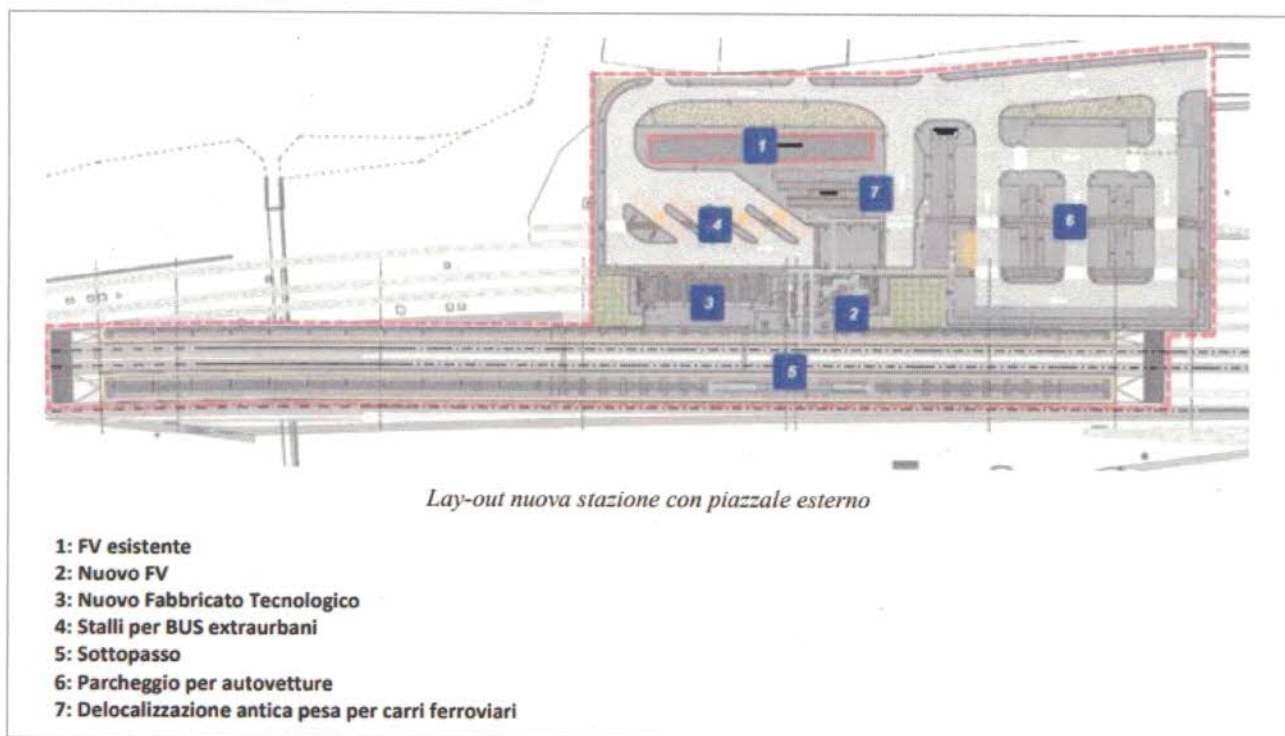 1
7
4
6
3
2
5
Lay-out nuova stazione con piazzale esterno
1: FV esistente
2: Nuovo FV
3: Nuovo Fabbricato Tecnologico
4: Stalli per BUS extraurbani
5: Sottopasso
6: Parcheggio per autovetture
7: Delocalizzazione antica pesa per carri ferroviari